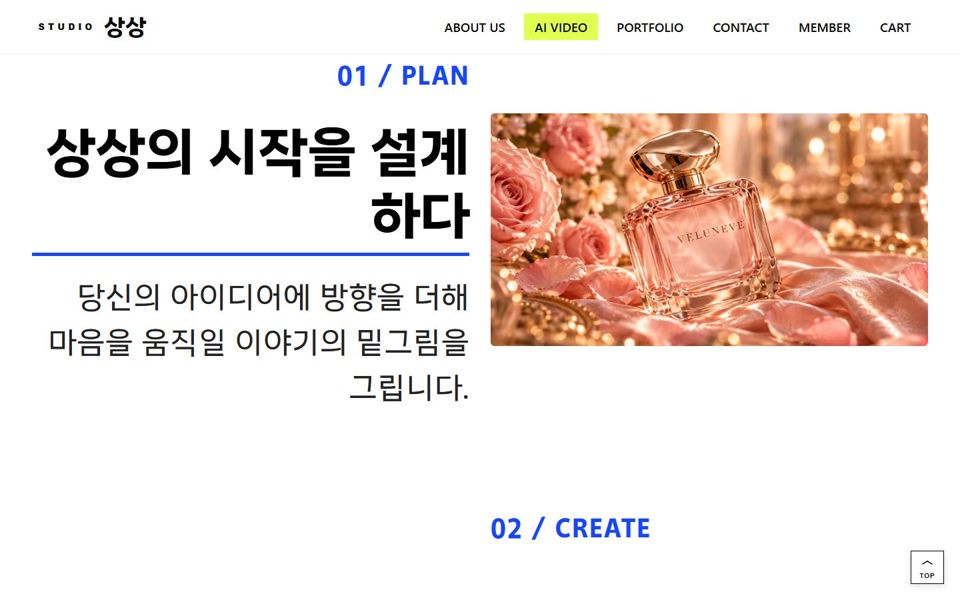 STUDIO 상상
ABOUT US
AI VIDEO
PORTFOLIO
CONTACT
MEMBER
CART
01 / PLAN
상상의 시작을 설계
하다
당신의 아이디어에 방향을 더해
마음을 움직일 이야기의 밑그림을
그립니다.
VELUNEVE
02 / CREATE
TOP